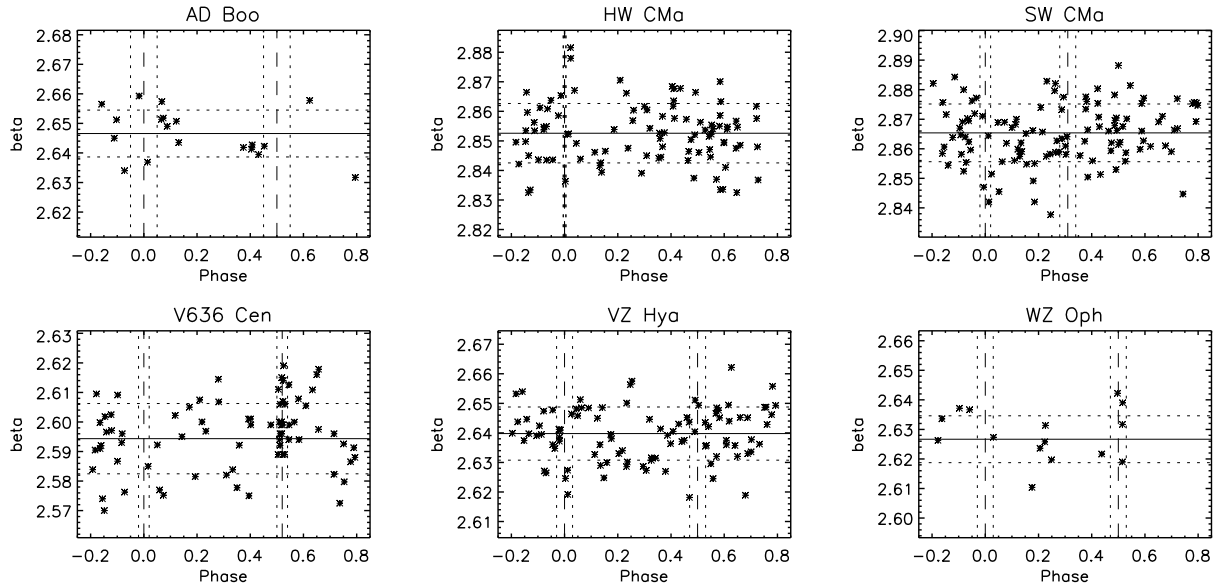 AD Boo
2.68
2.67
2.66
2.65
2.64
2.63
2.62
beta
−0.2 0.0 0.2 0.4 0.6 0.8
Phase
HW CMa
2.88
2.87
2.86
2.85
2.84
2.83
2.82
beta
−0.2 0.0 0.2 0.4 0.6 0.8
Phase
SW CMa
2.90
2.89
2.88
2.87
2.86
2.85
2.84
beta
−0.2 0.0 0.2 0.4 0.6 0.8
Phase
V636 Cen
2.63
2.62
2.61
2.60
2.59
2.58
2.57
beta
−0.2 0.0 0.2 0.4 0.6 0.8
Phase
VZ Hya
2.67
2.66
2.65
2.64
2.63
2.62
2.61
beta
−0.2 0.0 0.2 0.4 0.6 0.8
Phase
WZ Oph
2.66
2.65
2.64
2.63
2.62
2.61
2.60
beta
−0.2 0.0 0.2 0.4 0.6 0.8
Phase